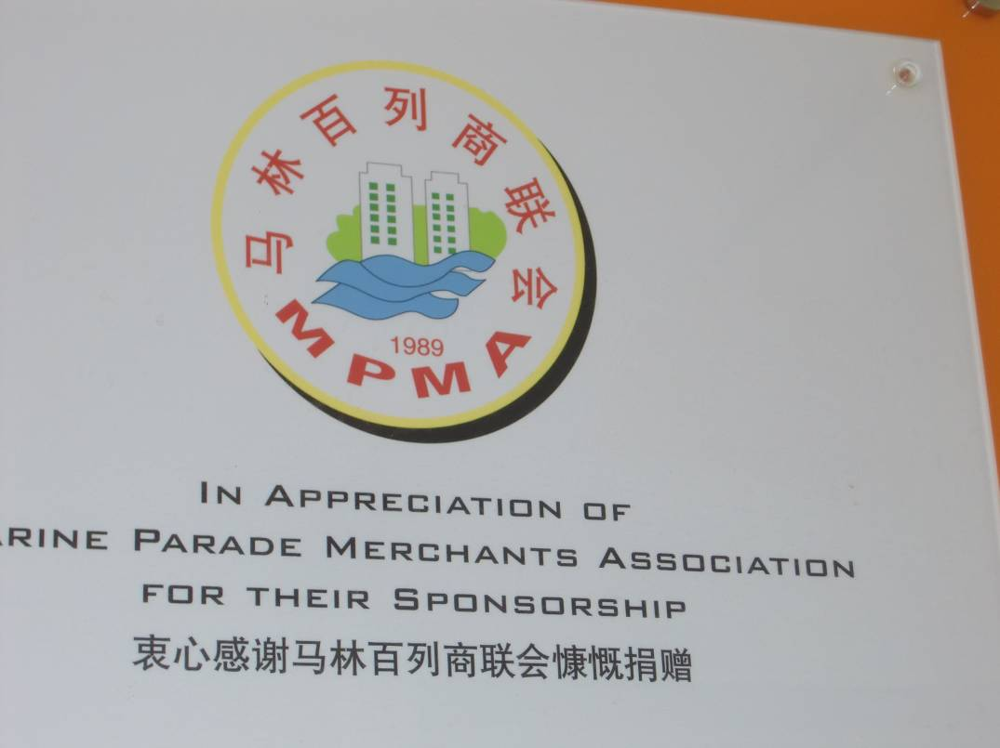 马林百列商联会
1989
MPMA
IN APPRECIATION OF
ARINE PARADE MERCHANTS ASSOCIATION
FOR THEIR SPONSORSHIP
衷心感谢马林百列商联会慷慨捐赠